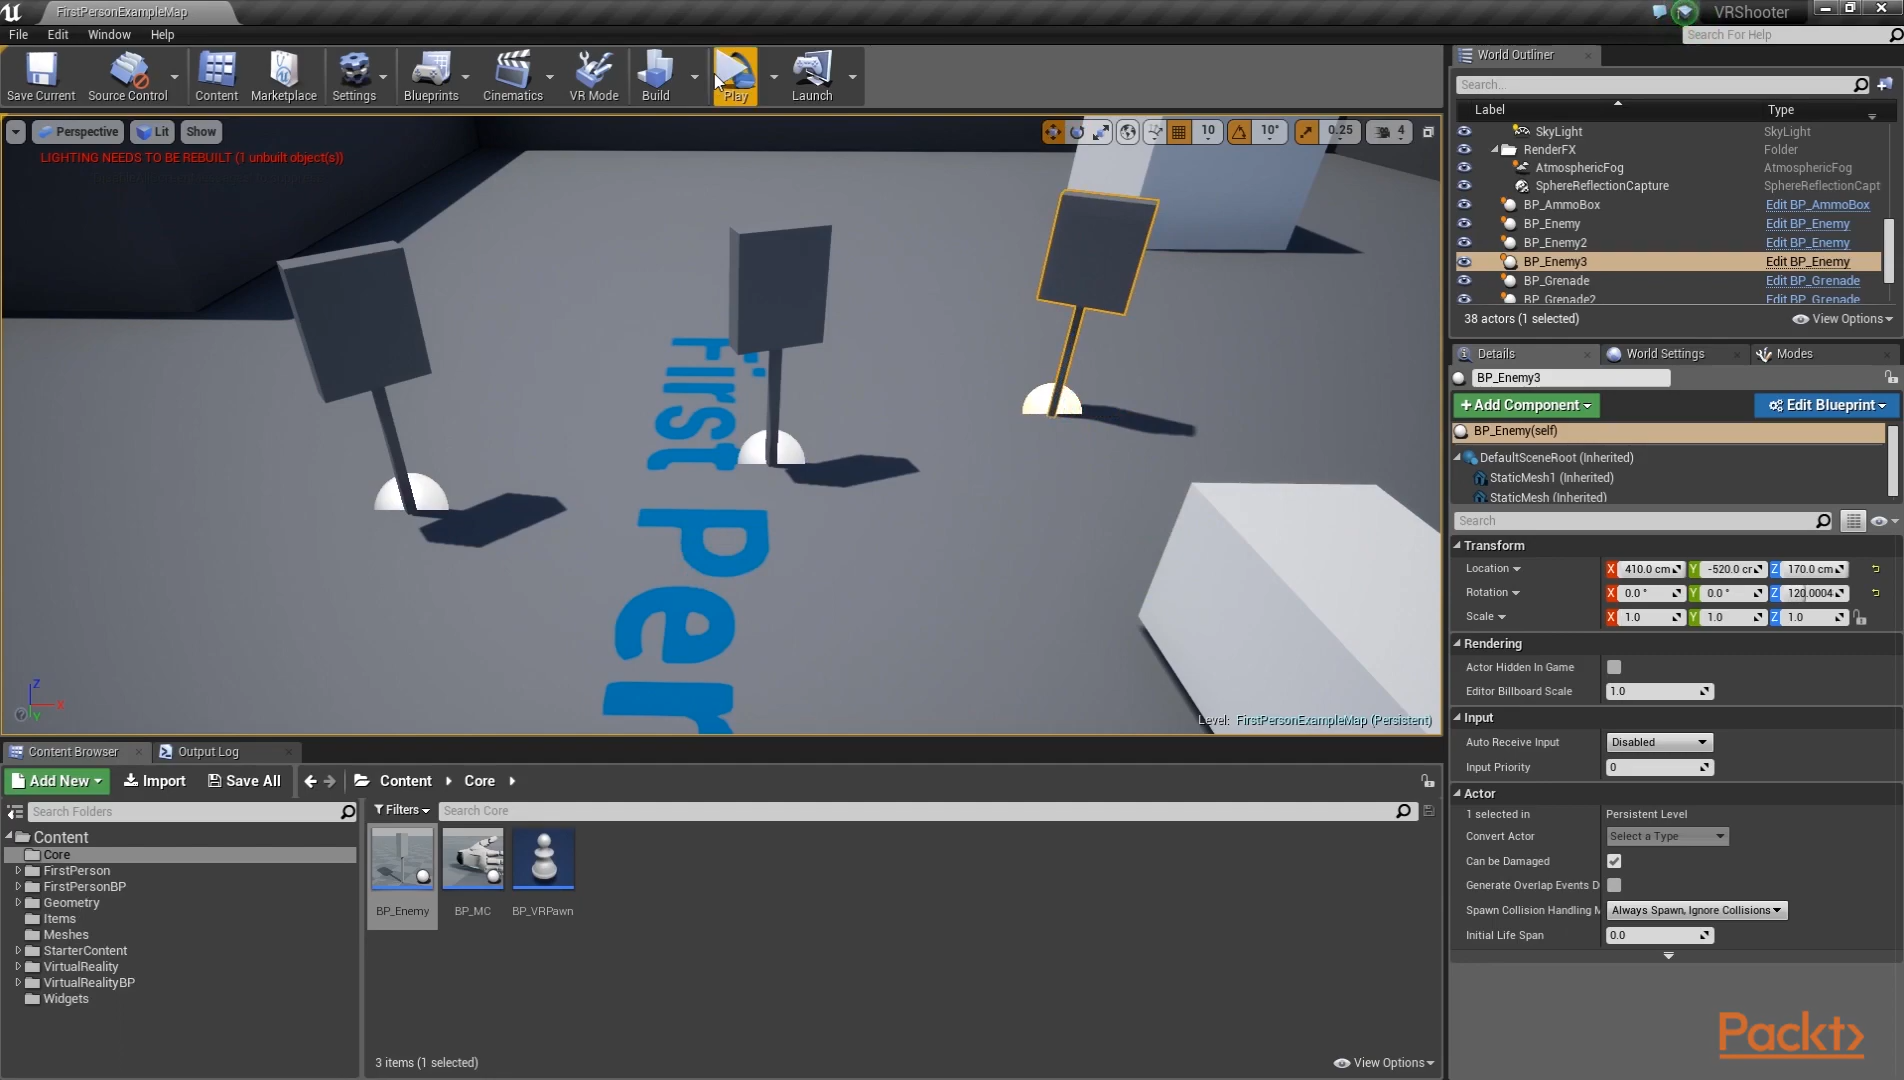 FirstPersonExampleMap
VRShooter
File Edit Window Help
Search For Help
Save Current Source Control Content Marketplace Settings Blueprints Cinematics VR Mode Build Play Launch
Perspective Lit Show
10 10° 0.25 4
LIGHTING NEEDS TO BE REBUILT (1 unbuilt object(s))
First Per
Z
X
Y
Level: FirstPersonExampleMap (Persistent)
World Outliner
Search...
Label Type
SkyLight SkyLight
RenderFX Folder
AtmosphericFog AtmosphericFog
SphereReflectionCapture SphereReflectionCapt
BP_AmmoBox Edit BP_AmmoBox
BP_Enemy Edit BP_Enemy
BP_Enemy2 Edit BP_Enemy
BP_Enemy3 Edit BP_Enemy
BP_Grenade Edit BP_Grenade
BP_Grenade2 Edit BP_Grenade
38 actors (1 selected) View Options
Details World Settings Modes
BP_Enemy3
+Add Component Edit Blueprint
BP_Enemy(self)
DefaultSceneRoot (Inherited)
StaticMesh1 (Inherited)
StaticMesh (Inherited)
Search
Transform
Location X 410.0 cm Y -520.0 cr Z 170.0 cm
Rotation X 0.0 ° Y 0.0 ° Z 120.0004
Scale X 1.0 Y 1.0 Z 1.0
Rendering
Actor Hidden In Game
Editor Billboard Scale 1.0
Input
Auto Receive Input Disabled
Input Priority 0
Actor
1 selected in Persistent Level
Convert Actor Select a Type
Can be Damaged
Generate Overlap Events D
Spawn Collision Handling M Always Spawn, Ignore Collisions
Initial Life Span 0.0
Content Browser Output Log
Add New Import Save All Content Core
Search Folders
Filters Search Core
Content
Core
FirstPerson
FirstPersonBP
Geometry
Items
Meshes
StarterContent
VirtualReality
VirtualRealityBP
Widgets
BP_Enemy BP_MC BP_VRPawn
3 items (1 selected) View Options
Packt>